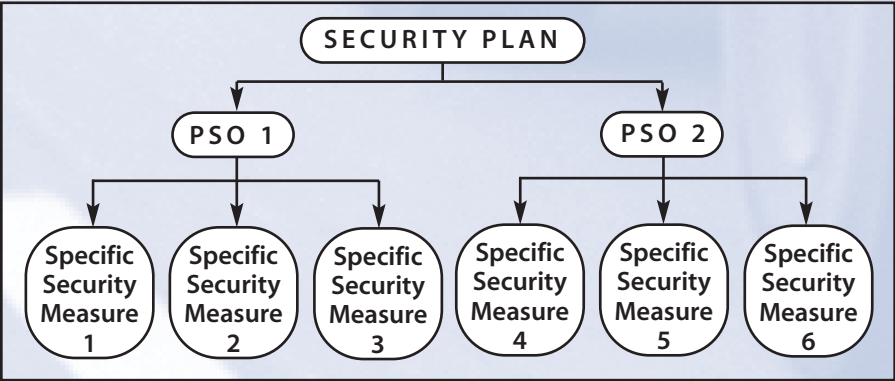 SECURITY PLAN
PSO 1
PSO 2
Specific
Security
Measure
1
Specific
Security
Measure
2
Specific
Security
Measure
3
Specific
Security
Measure
4
Specific
Security
Measure
5
Specific
Security
Measure
6